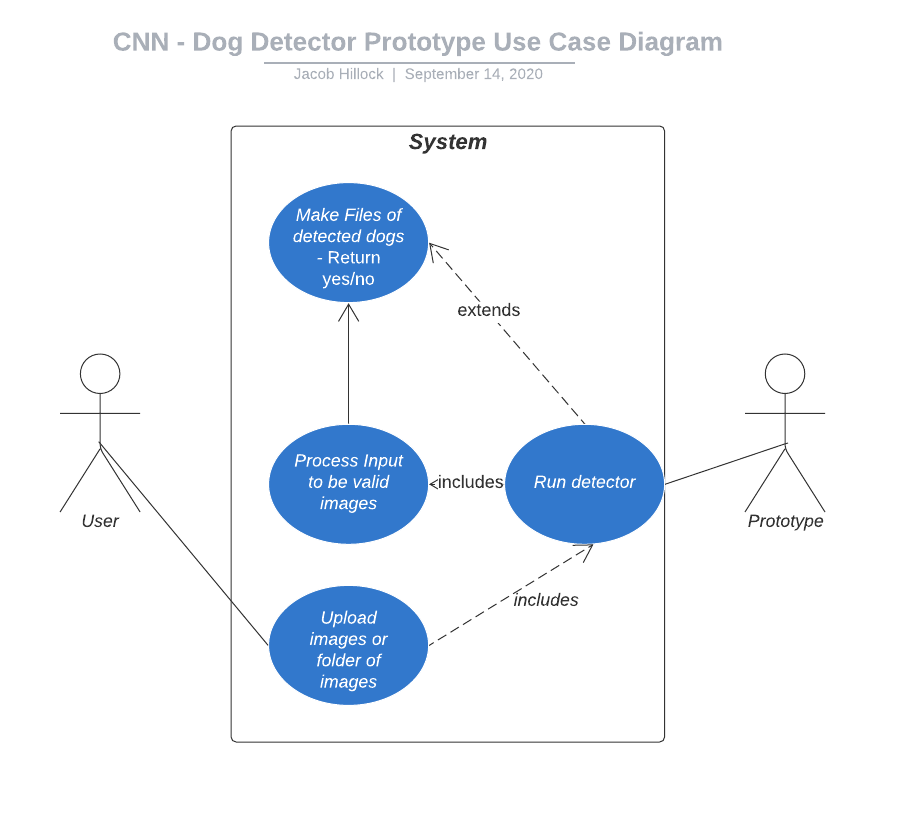 CNN - Dog Detector Prototype Use Case Diagram
Jacob Hillock | September 14, 2020
System
Make Files of
detected dogs
- Return
yes/no
extends
Process Input
to be valid
images
includes
Run detector
User
Prototype
includes
Upload
images or
folder of
images